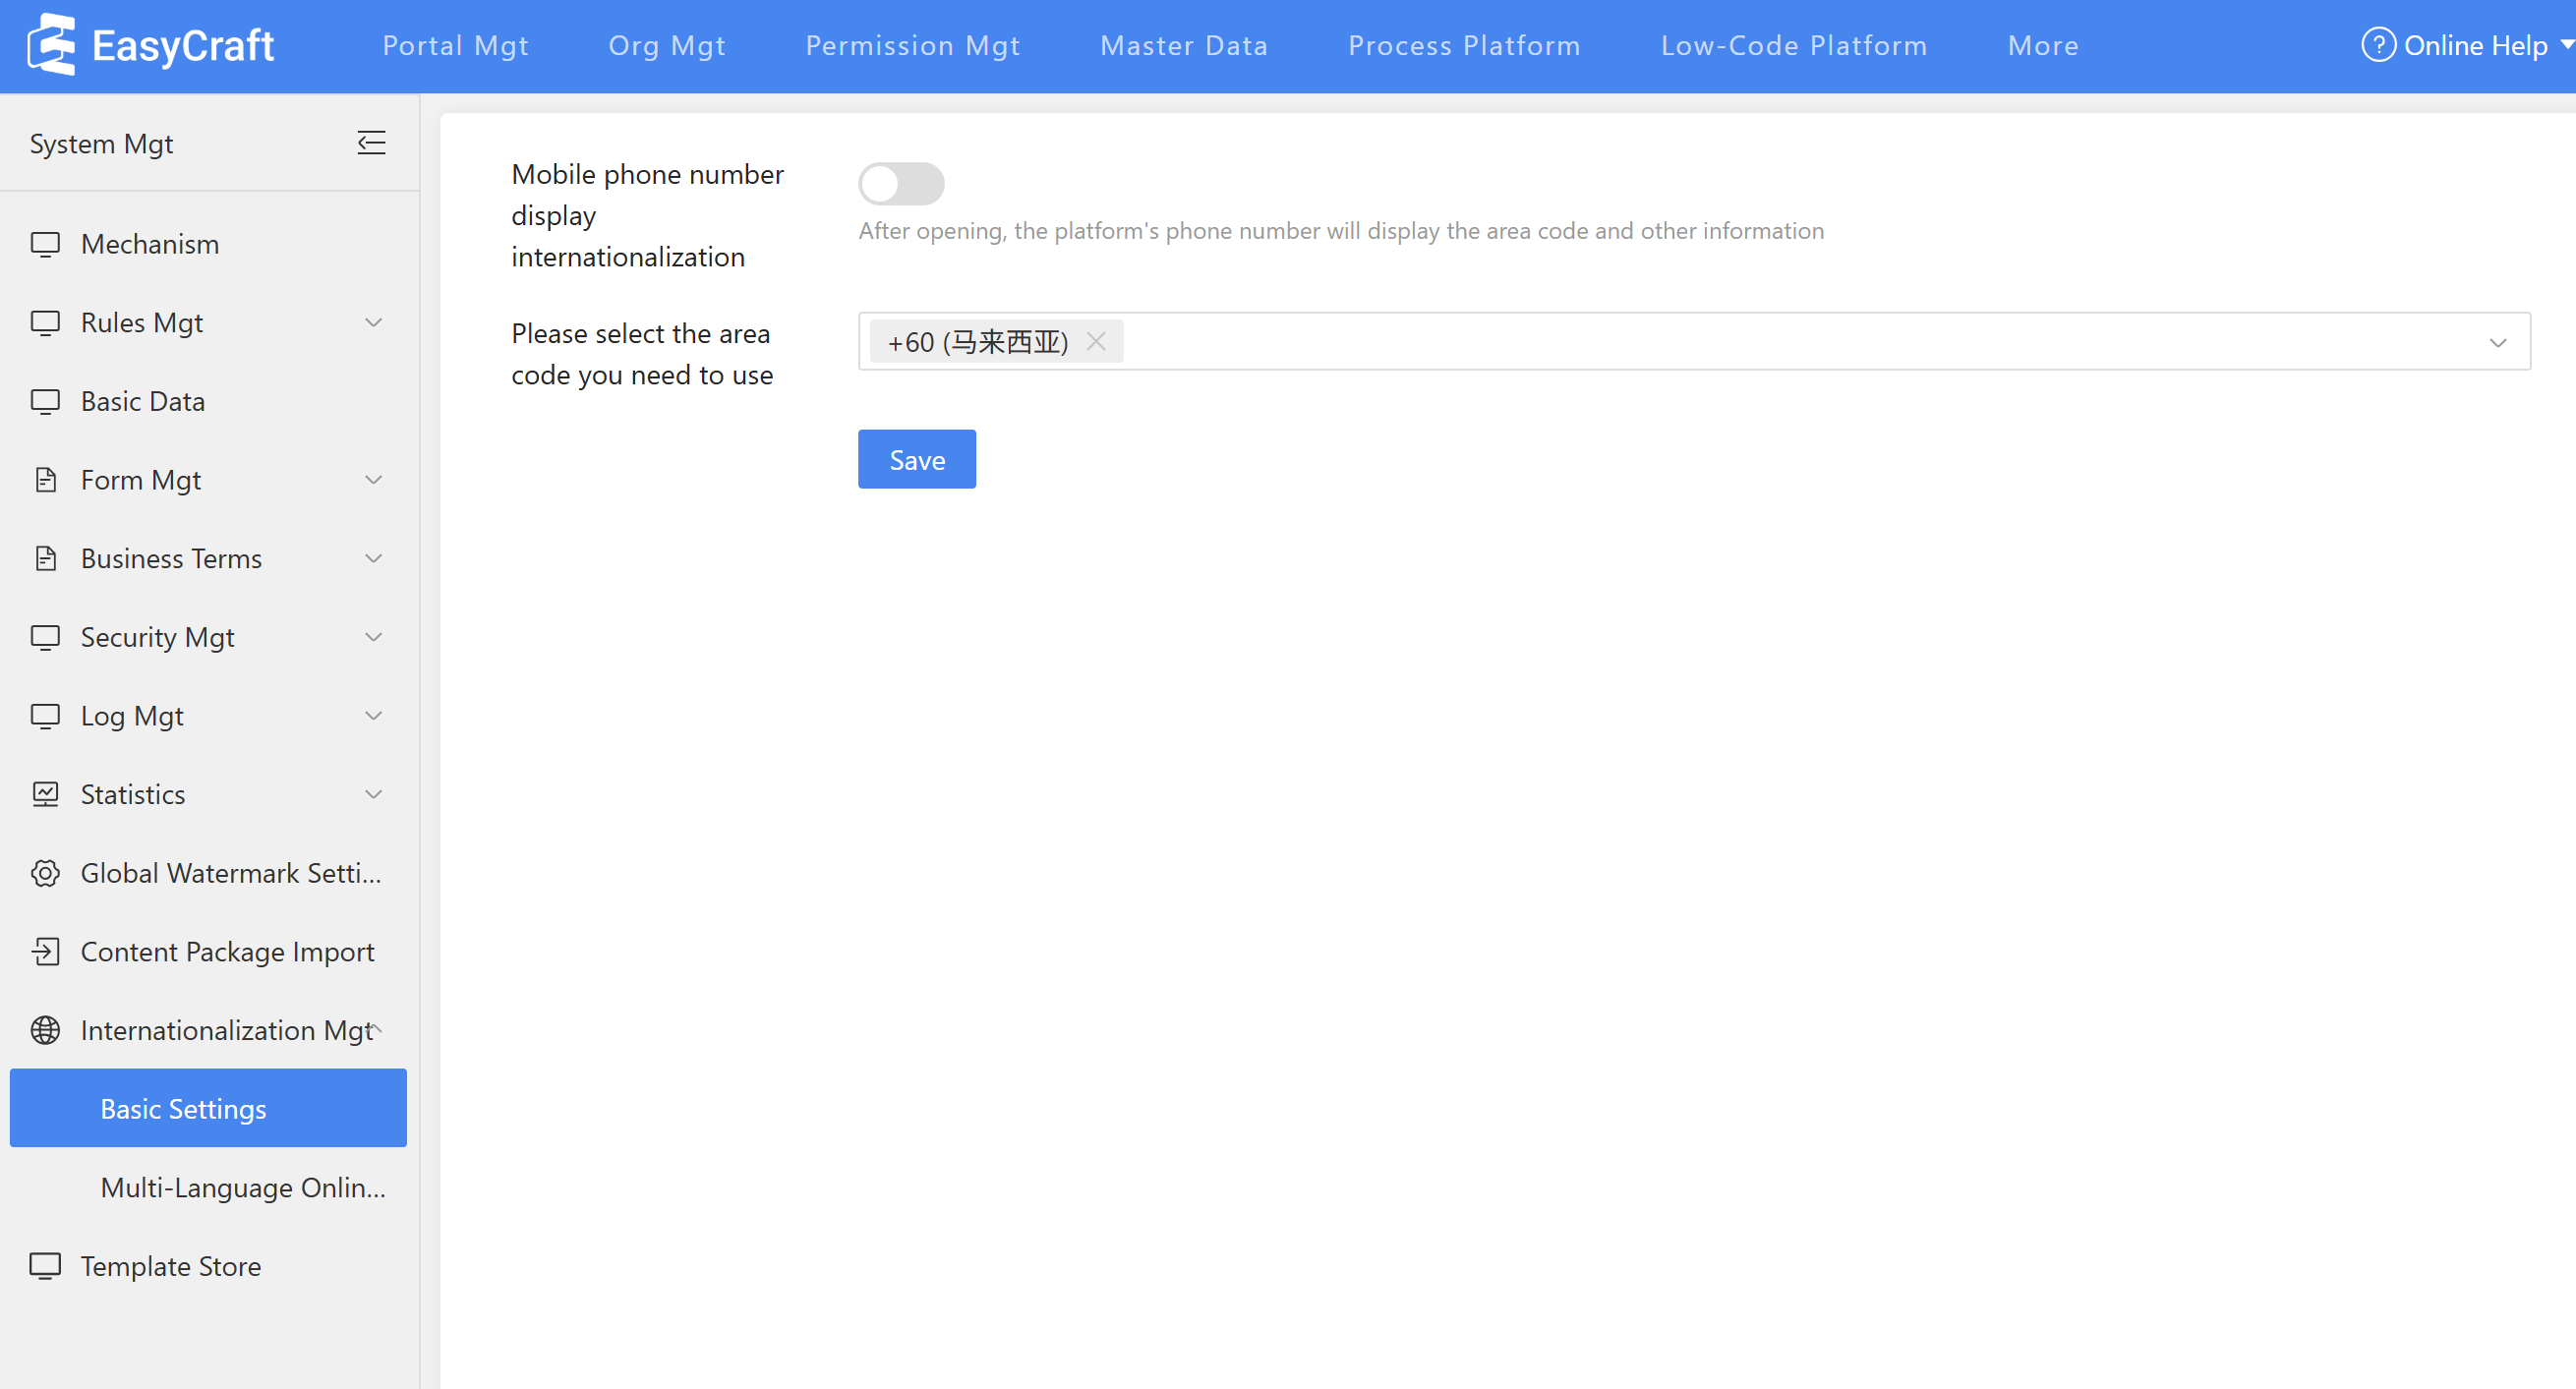 EasyCraft
Portal Mgt
Org Mgt
Permission Mgt
Master Data
Process Platform
Low-Code Platform
More
? Online Help
System Mgt
Mechanism
Rules Mgt
Basic Data
Form Mgt
Business Terms
Security Mgt
Log Mgt
Statistics
Global Watermark Setti...
Content Package Import
Internationalization Mgt
Basic Settings
Multi-Language Onlin...
Template Store
Mobile phone number
display
internationalization
After opening, the platform's phone number will display the area code and other information
Please select the area
code you need to use
+60 (马来西亚)
Save